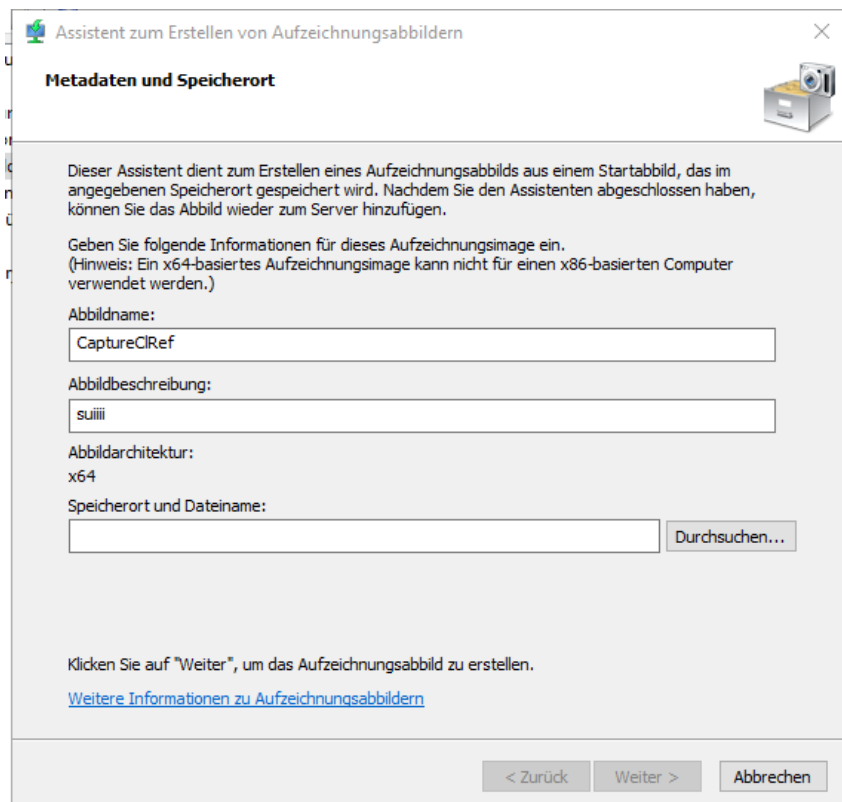 Assistent zum Erstellen von Aufzeichnungsabbildern
Metadaten und Speicherort
Dieser Assistent dient zum Erstellen eines Aufzeichnungsabbilds aus einem Startabbild, das im
angegebenen Speicherort gespeichert wird. Nachdem Sie den Assistenten abgeschlossen haben,
können Sie das Abbild wieder zum Server hinzufügen.
Geben Sie folgende Informationen für dieses Aufzeichnungsimage ein.
(Hinweis: Ein x64-basiertes Aufzeichnungsimage kann nicht für einen x86-basierten Computer
verwendet werden.)
Abbildname:
CaptureClRef
Abbildbeschreibung:
suiiii
Abbildarchitektur:
x64
Speicherort und Dateiname:
Durchsuchen...
Klicken Sie auf "Weiter", um das Aufzeichnungsabbild zu erstellen.
Weitere Informationen zu Aufzeichnungsabbildern
< Zurück Weiter > Abbrechen